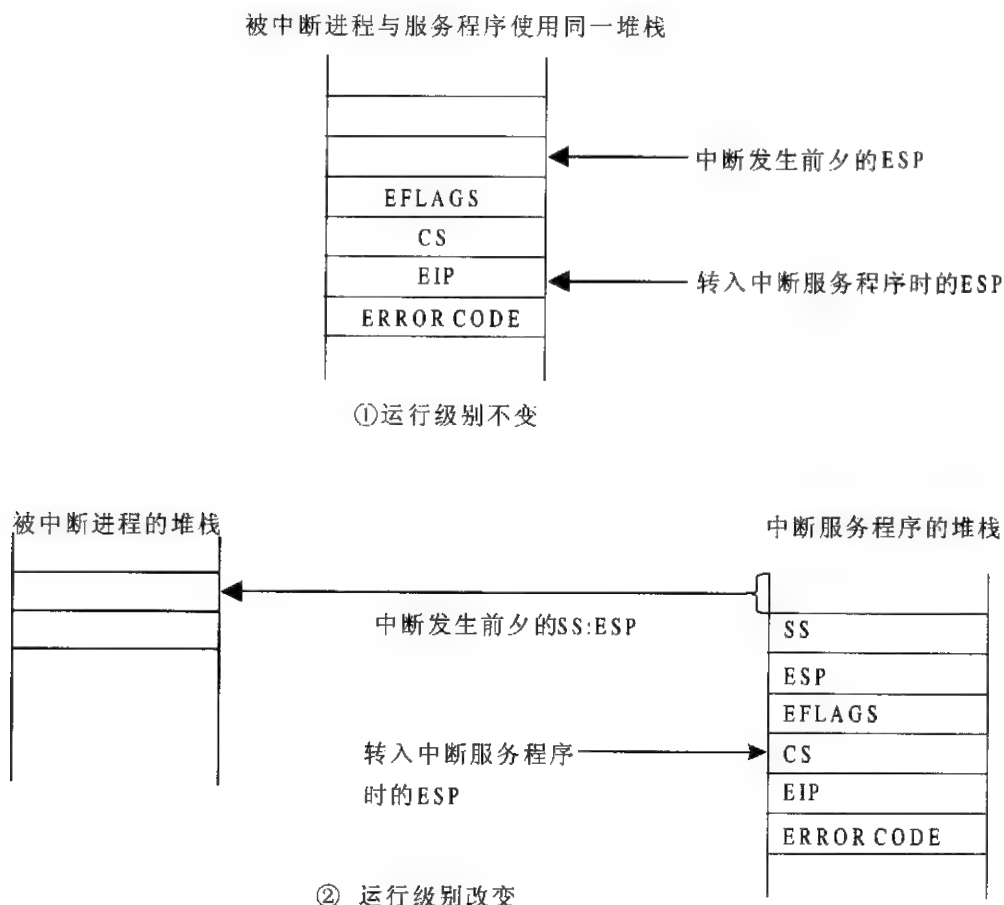 被中断进程与服务程序使用同一堆栈
中断发生前夕的ESP
EFLAGS
CS
EIP
转入中断服务程序时的ESP
ERROR CODE
①运行级别不变
被中断进程的堆栈
中断服务程序的堆栈
中断发生前夕的SS:ESP
SS
ESP
EFLAGS
转入中断服务程序
时的ESP
CS
EIP
ERROR CODE
② 运行级别改变